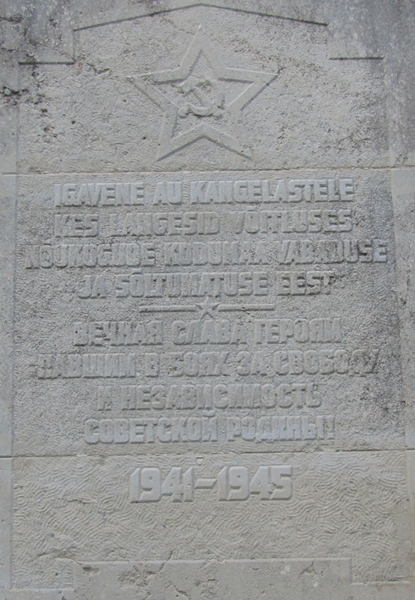 IGAVENE AU KANGELASTELE
KES LANGESID VÕITLUSES
NÕUKOGUDE KODUMAA VABADUSE
JA SÕLTUMATUSE EEST
ВЕЧНАЯ СЛАВА ГЕРОЯМ
ПАВШИМ В БОЯХ ЗА СВОБОДУ
И НЕЗАВИСИМОСТЬ
СОВЕТСКОЙ РОДИНЫ!
1941–1945